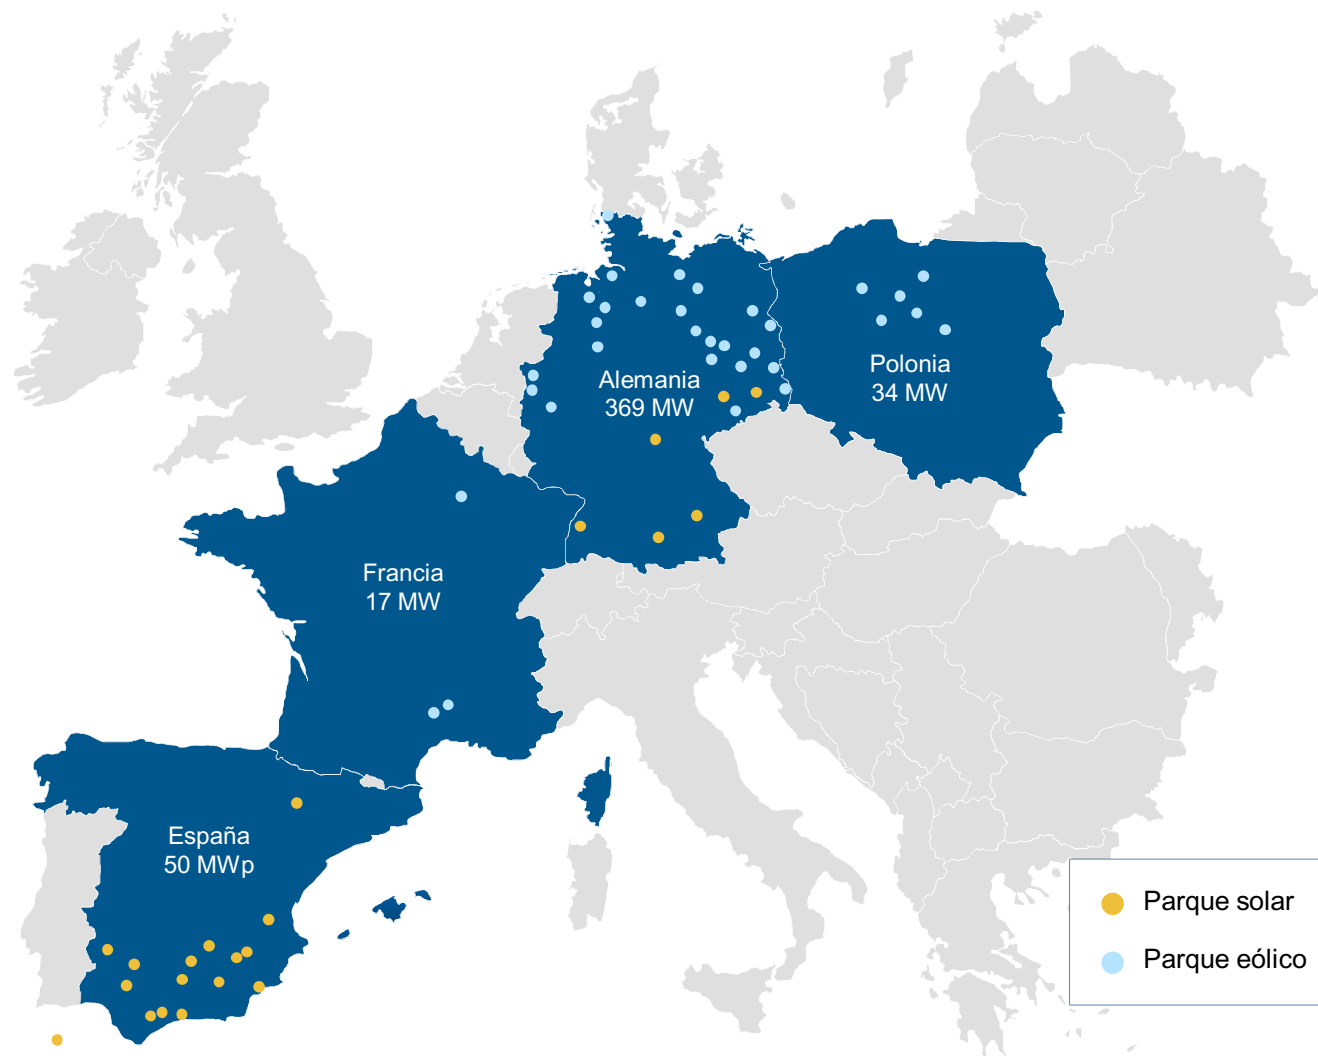 Alemania
369 MW
Polonia
34 MW
Francia
17 MW
España
50 MWp
Parque solar
Parque eólico